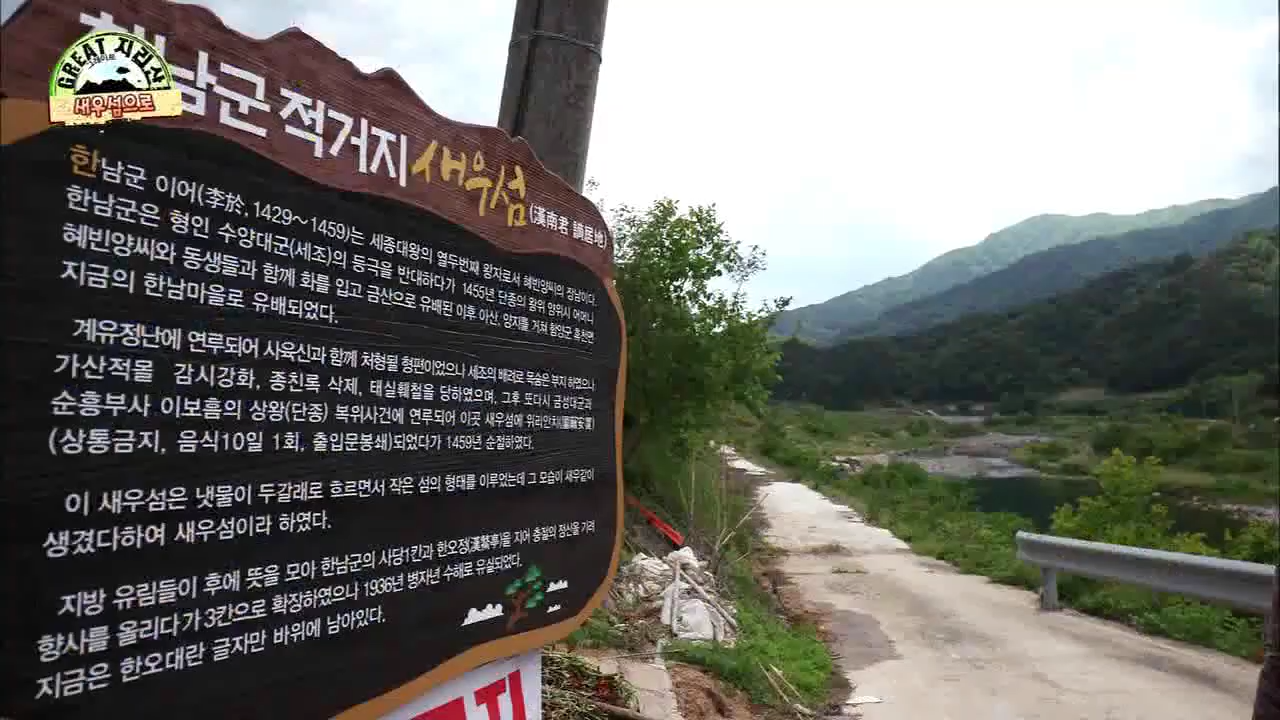 GREAT 지리산
그레이트
새우섬으로
한남군 적거지 새우섬 (漢南君 謫居地)
한남군 이어(李於, 1429~1459)는 세종대왕의 열두번째 왕자로서 혜빈양씨의 장남이다.
한남군은 형인 수양대군(세조)의 등극을 반대하다가 1455년 단종의 왕위 양위시 어머니
혜빈양씨와 동생들과 함께 화를 입고 금산으로 유배된 이후 아산, 양지를 거쳐 함양군 휴천면
지금의 한남마을로 유배되었다.
계유정난에 연루되어 사육신과 함께 처형될 형편이었으나 세조의 배려로 목숨은 부지 하였으나
가산적몰 감시강화, 종친록 삭제, 태실훼철을 당하였으며, 그후 또다시 금성대군과
순흥부사 이보흠의 상왕(단종) 복위사건에 연루되어 이곳 새우섬에 위리안치(圍籬安置)
(상통금지, 음식10일 1회, 출입문봉쇄)되었다가 1459년 순절하였다.
이 새우섬은 냇물이 두갈래로 흐르면서 작은 섬의 형태를 이루었는데 그 모습이 새우같이
생겼다하여 새우섬이라 하였다.
지방 유림들이 후에 뜻을 모아 한남군의 사당1칸과 한오정(漢鰲亭)을 지어 충절의 정신을 기려
향사를 올리다가 3칸으로 확장하였으나 1936년 병자년 수해로 유실되었다.
지금은 한오대란 글자만 바위에 남아있다.
지